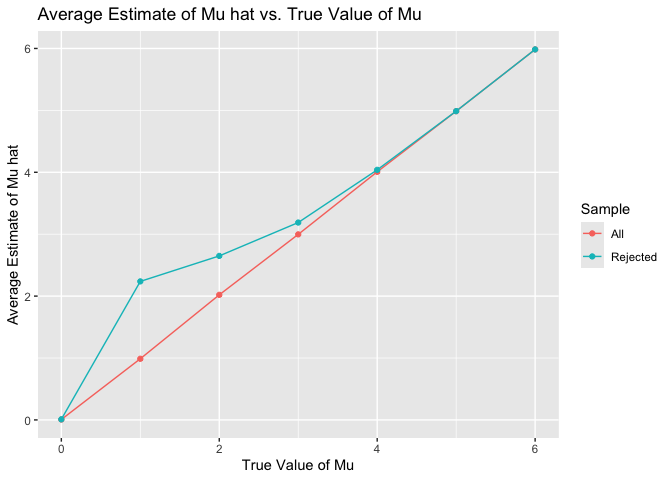 Average Estimate of Mu hat vs. True Value of Mu
Average Estimate of Mu hat
6
4
2
0
0
2
4
6
True Value of Mu
Sample
All
Rejected